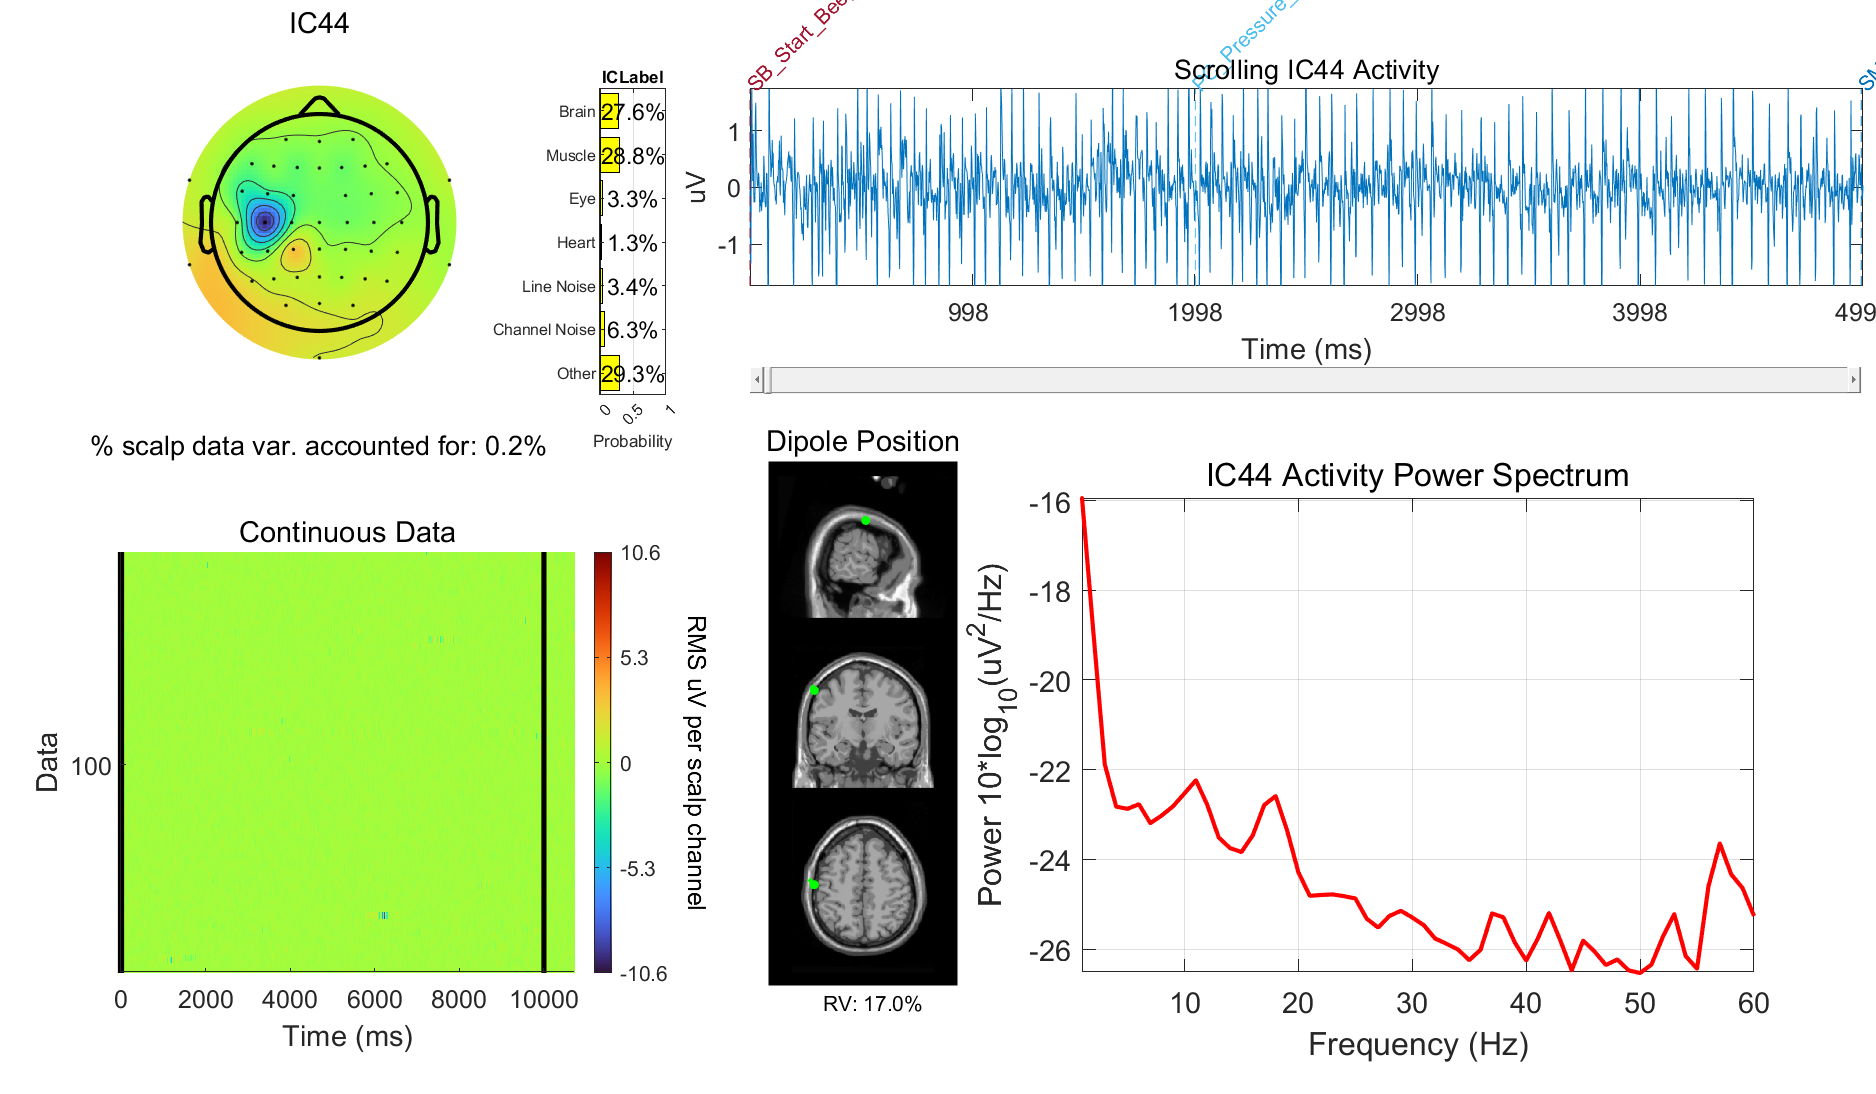 IC44
ICLabel
Brain 27.6%
Muscle 28.8%
Eye 3.3%
Heart 1.3%
Line Noise 3.4%
Channel Noise 6.3%
Other 29.3%
0 0.5 1
Probability
% scalp data var. accounted for: 0.2%
SB_Start_Bee
Pressure_
Scrolling IC44 Activity
uV
1
0
-1
998 1998 2998 3998 499
Time (ms)
Continuous Data
Data
100
0 2000 4000 6000 8000 10000
Time (ms)
10.6
5.3
0
-5.3
-10.6
RMS uV per scalp channel
Dipole Position
RV: 17.0%
IC44 Activity Power Spectrum
Power 10*log10(uV2/Hz)
-16
-18
-20
-22
-24
-26
10 20 30 40 50 60
Frequency (Hz)